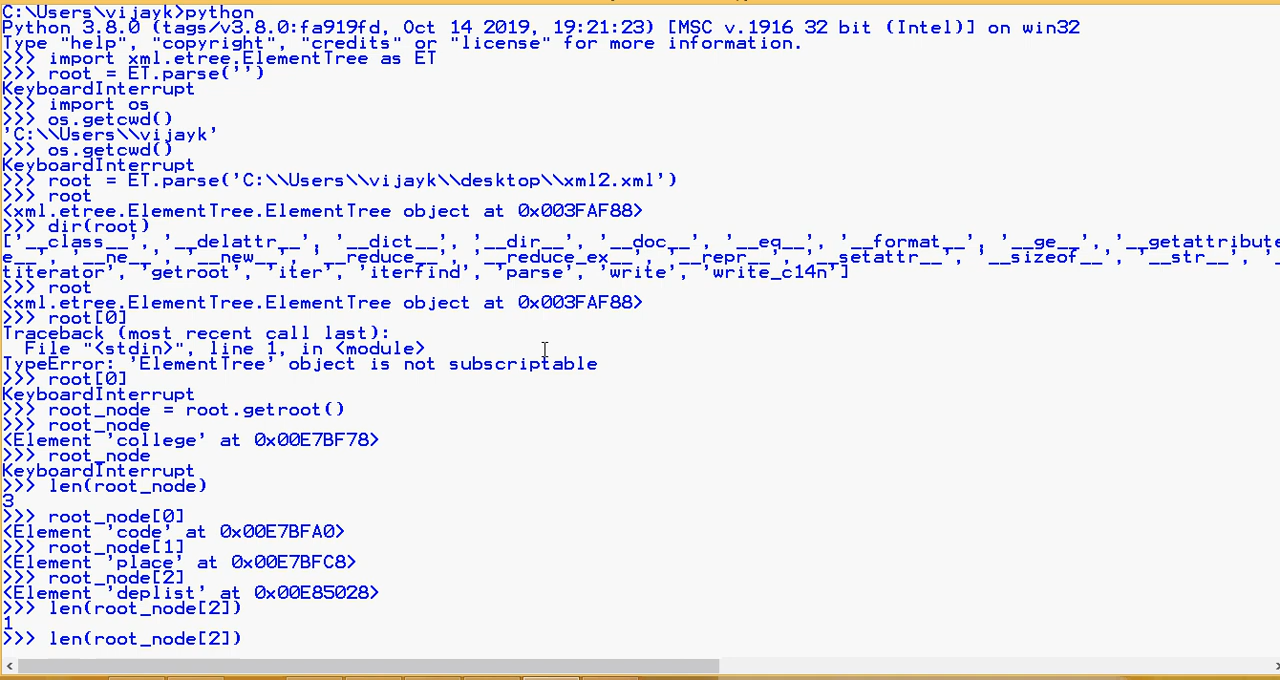 C:\Users\vijayk>python
Python 3.8.0 (tags/v3.8.0:fa919fd, Oct 14 2019, 19:21:23) [MSC v.1916 32 bit (Intel)] on win32
Type "help", "copyright", "credits" or "license" for more information.
>>> import xml.etree.ElementTree as ET
>>> root = ET.parse('')
KeyboardInterrupt
>>> import os
>>> os.getcwd()
'C:\\Users\\vijayk'
>>> os.getcwd()
KeyboardInterrupt
>>> root = ET.parse('C:\\Users\\vijayk\\desktop\\xml2.xml')
>>> root
<xml.etree.ElementTree.ElementTree object at 0x003FAF88>
>>> dir(root)
['__class__', '__delattr__', '__dict__', '__dir__', '__doc__', '__eq__', '__format__', '__ge__', '__getattribute
e__', '__ne__', '__new__', '__reduce__', '__reduce_ex__', '__repr__', '__setattr__', '__sizeof__', '__str__', '_
titerator', 'getroot', 'iter', 'iterfind', 'parse', 'write', 'write_c14n']
>>> root
<xml.etree.ElementTree.ElementTree object at 0x003FAF88>
>>> root[0]
Traceback (most recent call last):
  File "<stdin>", line 1, in <module>
TypeError: 'ElementTree' object is not subscriptable
>>> root[0]
KeyboardInterrupt
>>> root_node = root.getroot()
>>> root_node
<Element 'college' at 0x00E7BF78>
>>> root_node
KeyboardInterrupt
>>> len(root_node)
3
>>> root_node[0]
<Element 'code' at 0x00E7BFA0>
>>> root_node[1]
<Element 'place' at 0x00E7BFC8>
>>> root_node[2]
<Element 'deplist' at 0x00E85028>
>>> len(root_node[2])
1
>>> len(root_node[2])